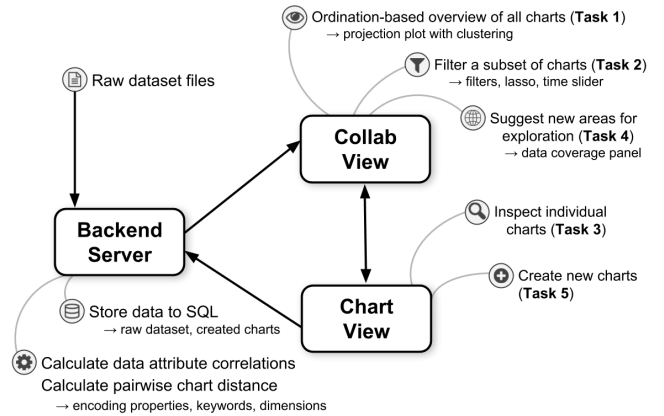 Ordination-based overview of all charts (Task 1)
→ projection plot with clustering
Filter a subset of charts (Task 2)
→ filters, lasso, time slider
Raw dataset files
Suggest new areas for
exploration (Task 4)
→ data coverage panel
Collab
View
Inspect individual
charts (Task 3)
Backend
Server
Create new charts
(Task 5)
Store data to SQL
→ raw dataset, created charts
Chart
View
Calculate data attribute correlations
Calculate pairwise chart distance
→ encoding properties, keywords, dimensions